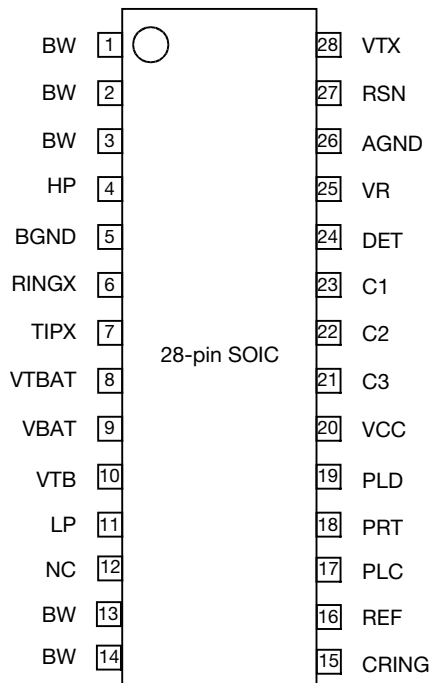 BW 1 28 VTX
BW 2 27 RSN
BW 3 26 AGND
HP 4 25 VR
BGND 5 24 DET
RINGX 6 23 C1
TIPX 7 22 C2
28-pin SOIC
VTBAT 8 21 C3
VBAT 9 20 VCC
VTB 10 19 PLD
LP 11 18 PRT
NC 12 17 PLC
BW 13 16 REF
BW 14 15 CRING